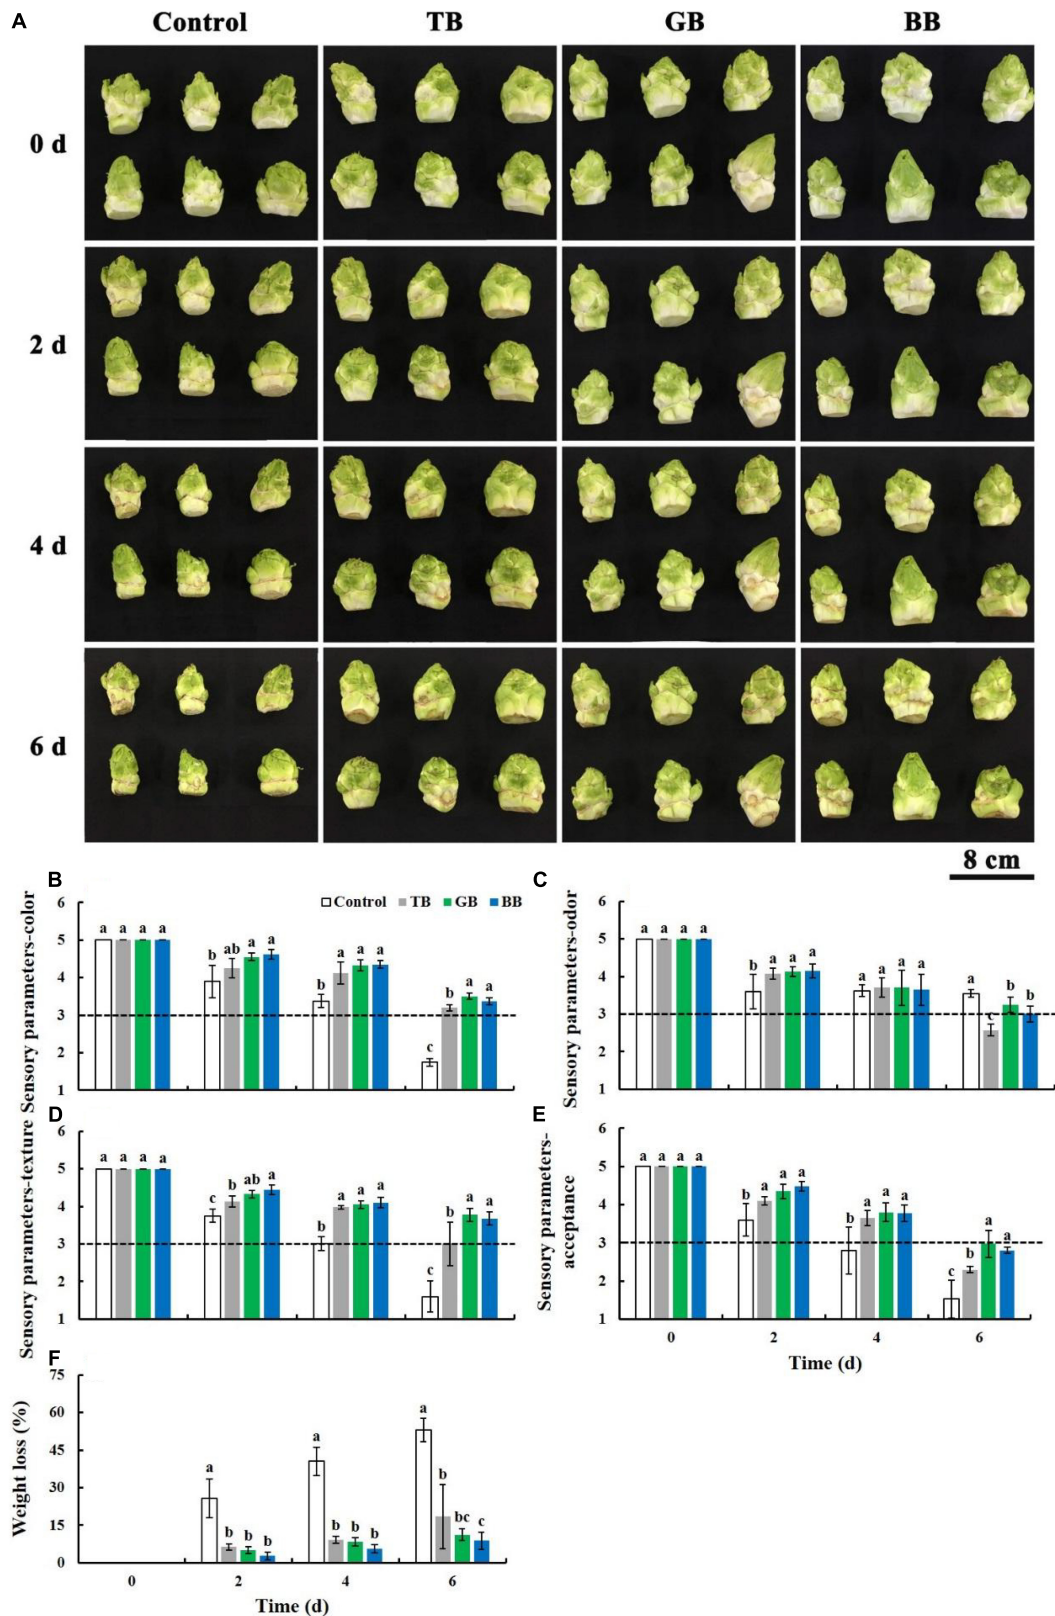 A
Control TB GB BB
0 d
2 d
4 d
6 d
8 cm
B
Sensory parameters-color
6
5
4
3
2
1
Control TB GB BB
a a a a
b ab a a
b a a a
c b a a
C
Sensory parameters-odor
6
5
4
3
2
1
a a a a
b a a a
a a a a
a c b b
D
Sensory parameters-texture
6
5
4
3
2
1
a a a a
c b ab a
b a a a
c b a a
E
Sensory parameters-
acceptance
6
5
4
3
2
1
a a a a
b a a a
b a a a
c b a a
0 2 4 6
Time (d)
F
Weight loss (%)
75
60
45
30
15
0
a b b b
a b b b
a b bc c
0 2 4 6
Time (d)